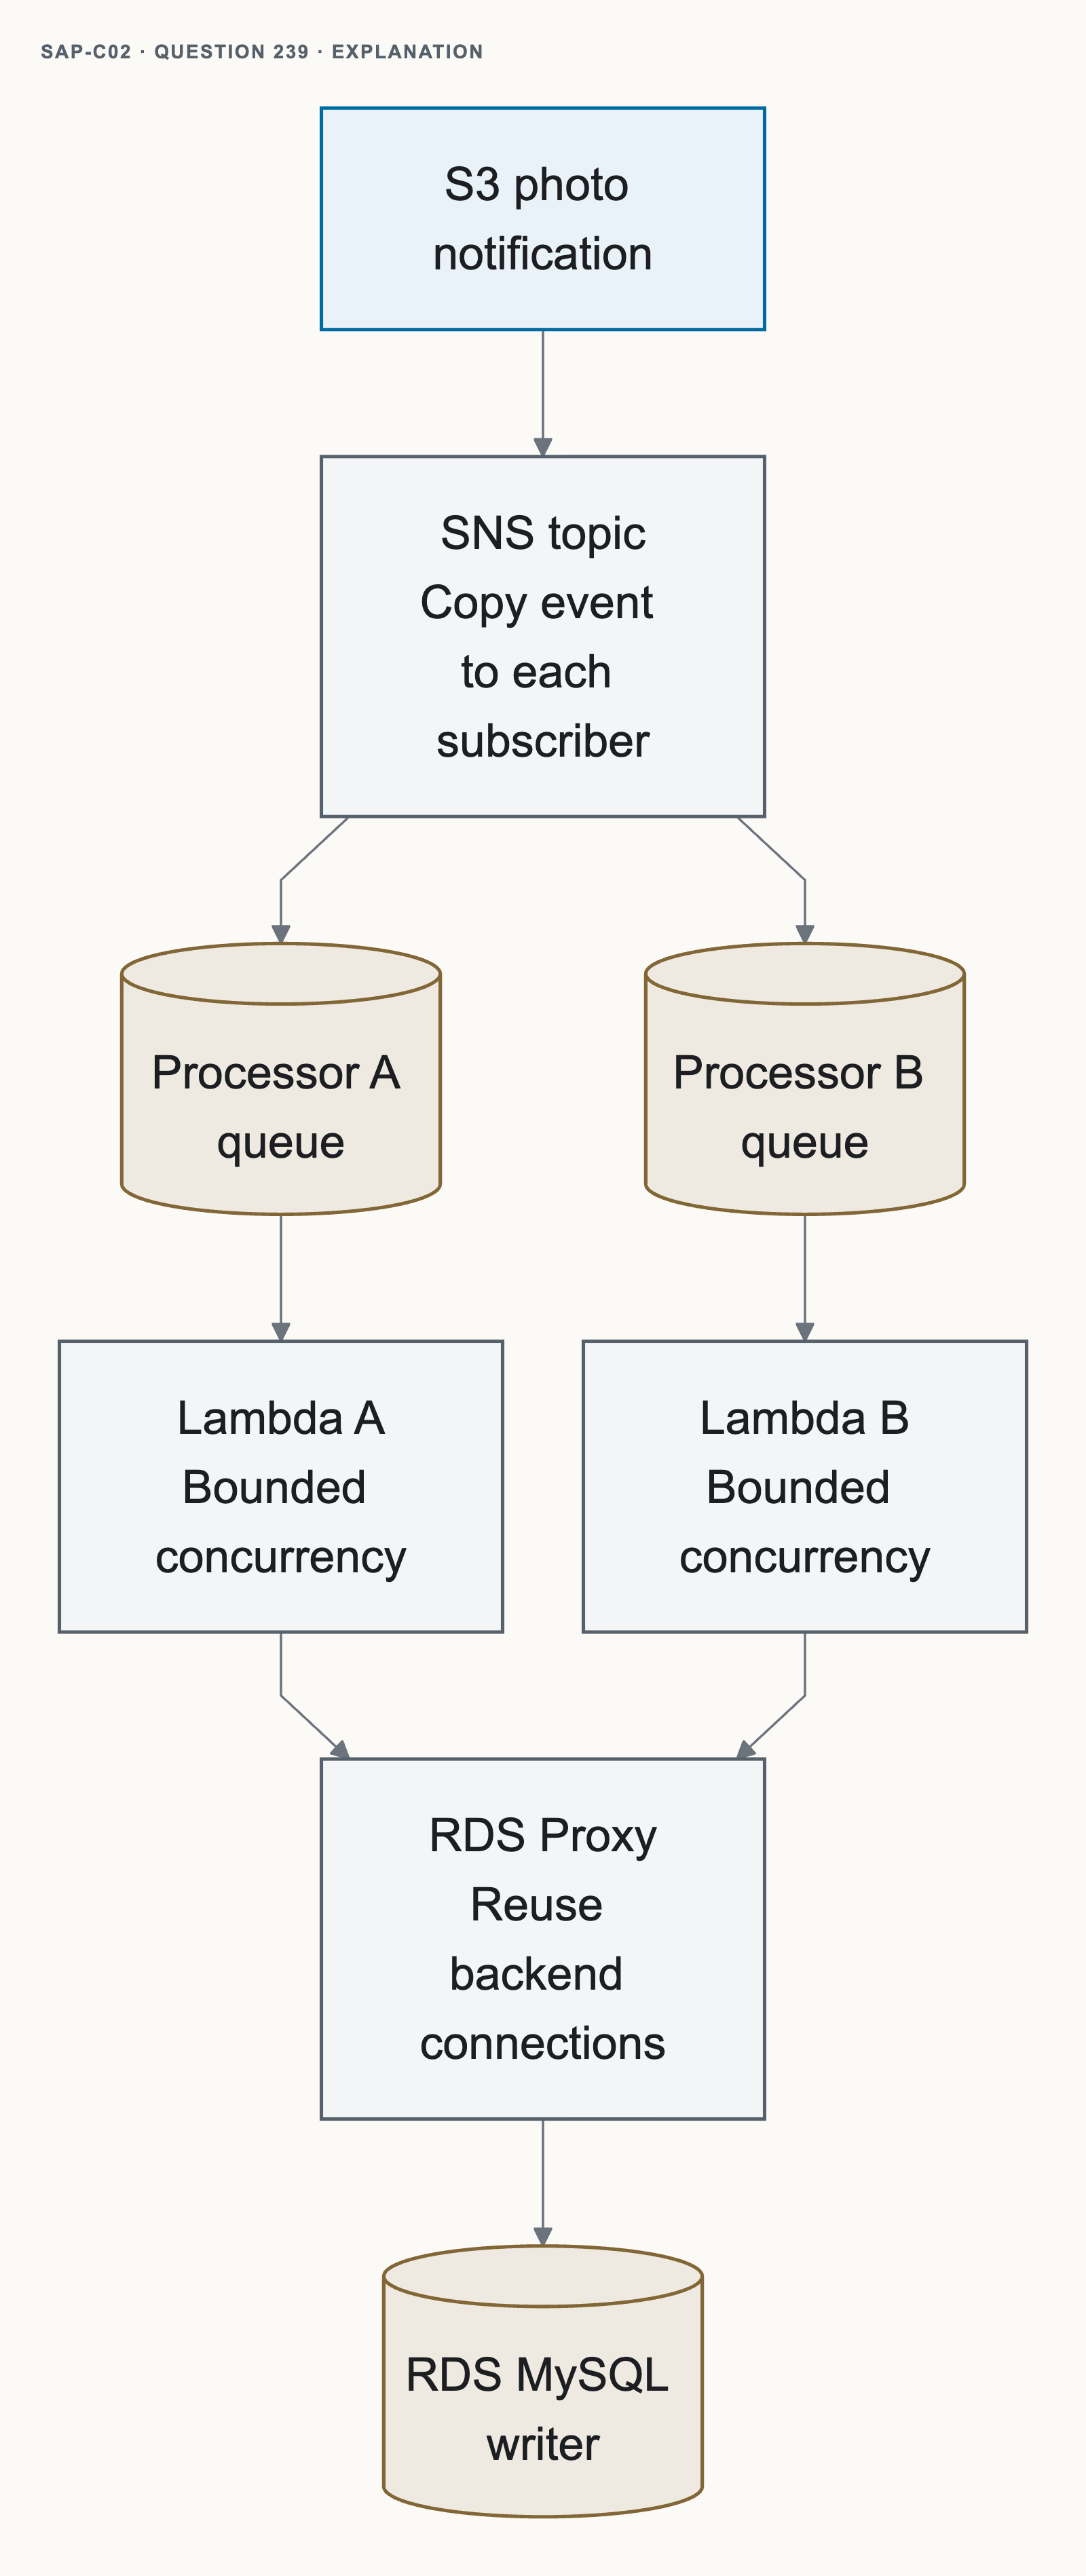 SAP-C02 · QUESTION 239 · EXPLANATION
S3 photo
notification
SNS topic
Copy event
to each
subscriber
Processor A
queue
Processor B
queue
Lambda A
Bounded
concurrency
Lambda B
Bounded
concurrency
RDS Proxy
Reuse
backend
connections
RDS MySQL
writer